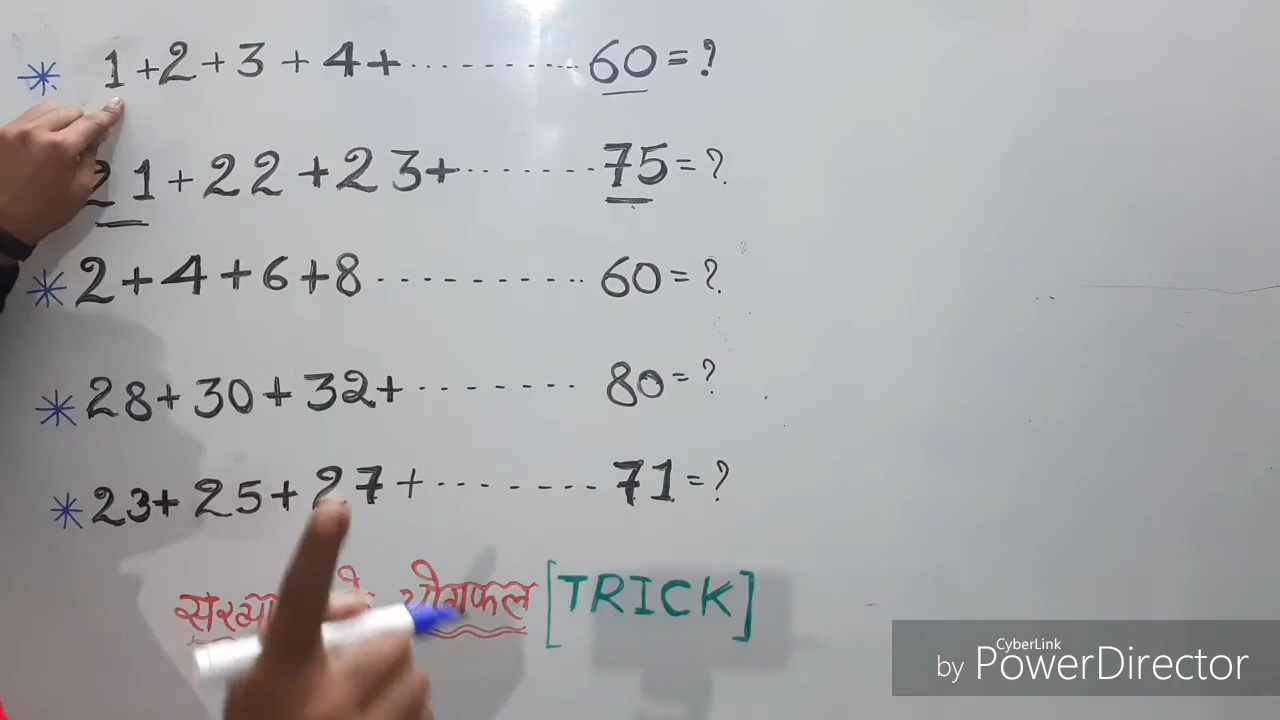 * 1 + 2 + 3 + 4 + .......... 60 = ?
21 + 22 + 23 + ....... 75 = ?
* 2 + 4 + 6 + 8 .......... 60 = ?
* 28 + 30 + 32 + ........ 80 = ?
* 23 + 25 + 27 + ........ 71 = ?
योगफल [TRICK]
CyberLink
by PowerDirector